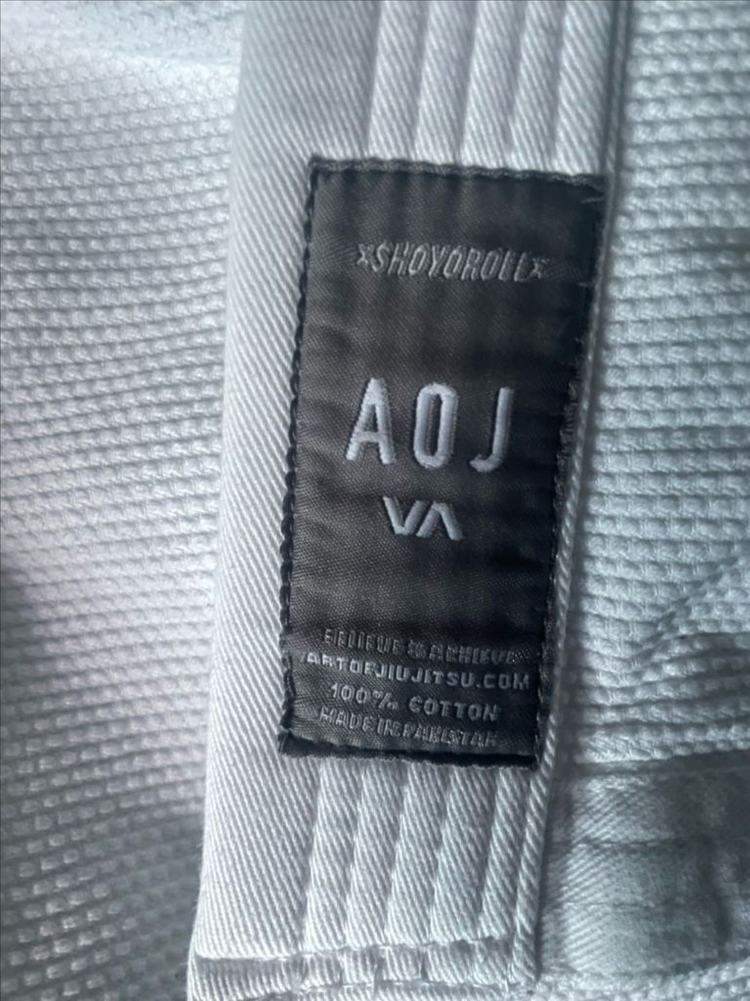 *SHOYOROLL*
AOJ
VA
BELIEVE & ACHIEVE
ARTOFJIUJITSU.COM
100% COTTON
MADE IN PAKISTAN